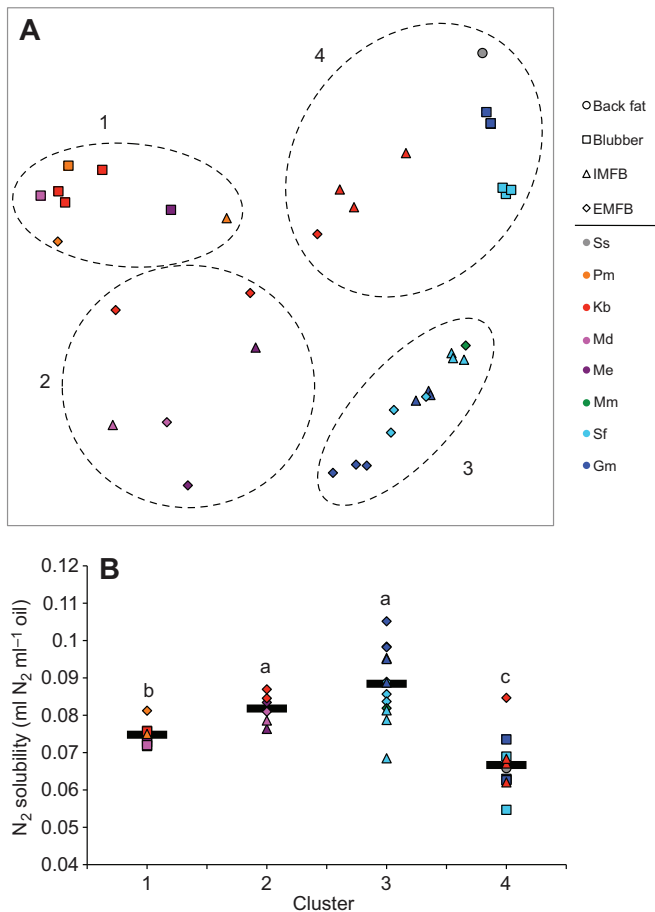 A
1
2
3
4
Back fat
Blubber
IMFB
EMFB
Ss
Pm
Kb
Md
Me
Mm
Sf
Gm
B
N₂ solubility (ml N₂ ml⁻¹ oil)
0.12
0.11
0.1
0.09
0.08
0.07
0.06
0.05
0.04
b
a
a
c
1 2 3 4
Cluster